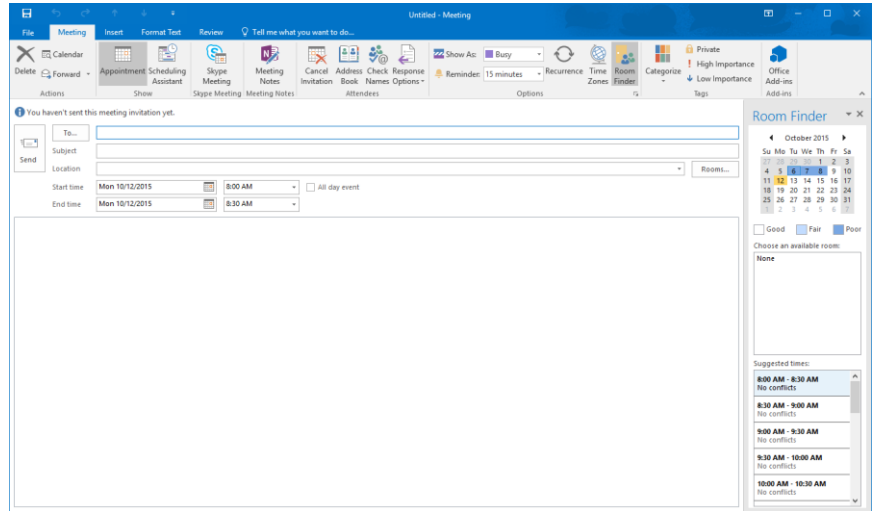 Untitled - Meeting
File Meeting Insert Format Text Review Tell me what you want to do...
Delete
Calendar
Forward
Actions
Appointment
Scheduling
Assistant
Show
Skype
Meeting
Skype Meeting
Meeting
Notes
Meeting Notes
Cancel
Invitation
Address
Book
Check
Names
Response
Options
Attendees
Show As: Busy
Reminder: 15 minutes
Recurrence
Time
Zones
Room
Finder
Options
Categorize
Private
High Importance
Low Importance
Tags
Office
Add-ins
Add-ins
You haven't sent this meeting invitation yet.
Send
To...
Subject
Location
Rooms...
Start time Mon 10/12/2015 8:00 AM All day event
End time Mon 10/12/2015 8:30 AM
Room Finder
October 2015
Su Mo Tu We Th Fr Sa
27 28 29 30 1 2 3
4 5 6 7 8 9 10
11 12 13 14 15 16 17
18 19 20 21 22 23 24
25 26 27 28 29 30 31
1 2 3 4 5 6 7
Good Fair Poor
Choose an available room:
None
Suggested times:
8:00 AM - 8:30 AM
No conflicts
8:30 AM - 9:00 AM
No conflicts
9:00 AM - 9:30 AM
No conflicts
9:30 AM - 10:00 AM
No conflicts
10:00 AM - 10:30 AM
No conflicts